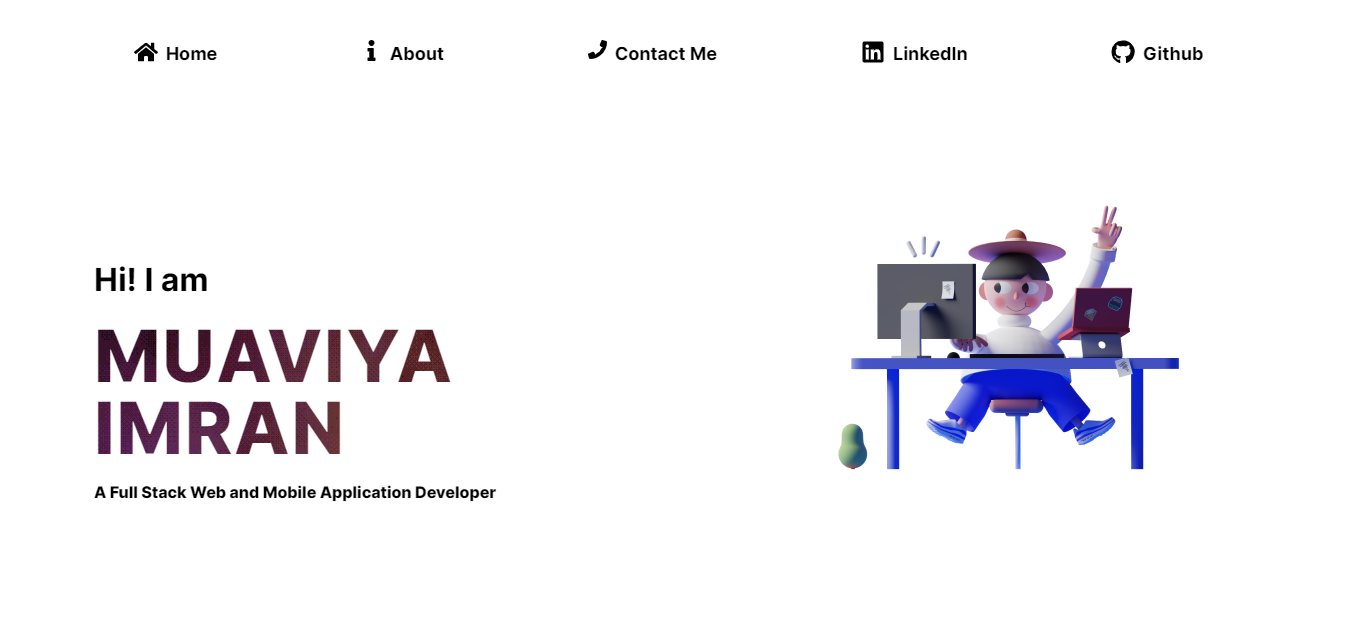 Home About Contact Me LinkedIn Github
Hi! I am
MUAVIYA
IMRAN
A Full Stack Web and Mobile Application Developer